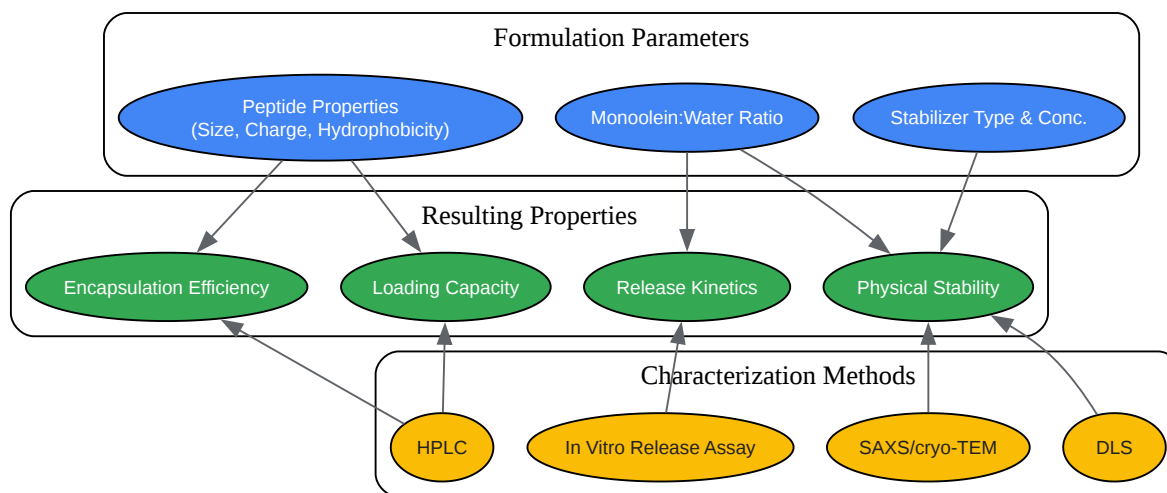 Formulation Parameters
Peptide Properties
(Size, Charge, Hydrophobicity)
Monoolein:Water Ratio
Stabilizer Type & Conc.
Resulting Properties
Encapsulation Efficiency
Loading Capacity
Release Kinetics
Physical Stability
Characterization Methods
HPLC
In Vitro Release Assay
SAXS/cryo-TEM
DLS